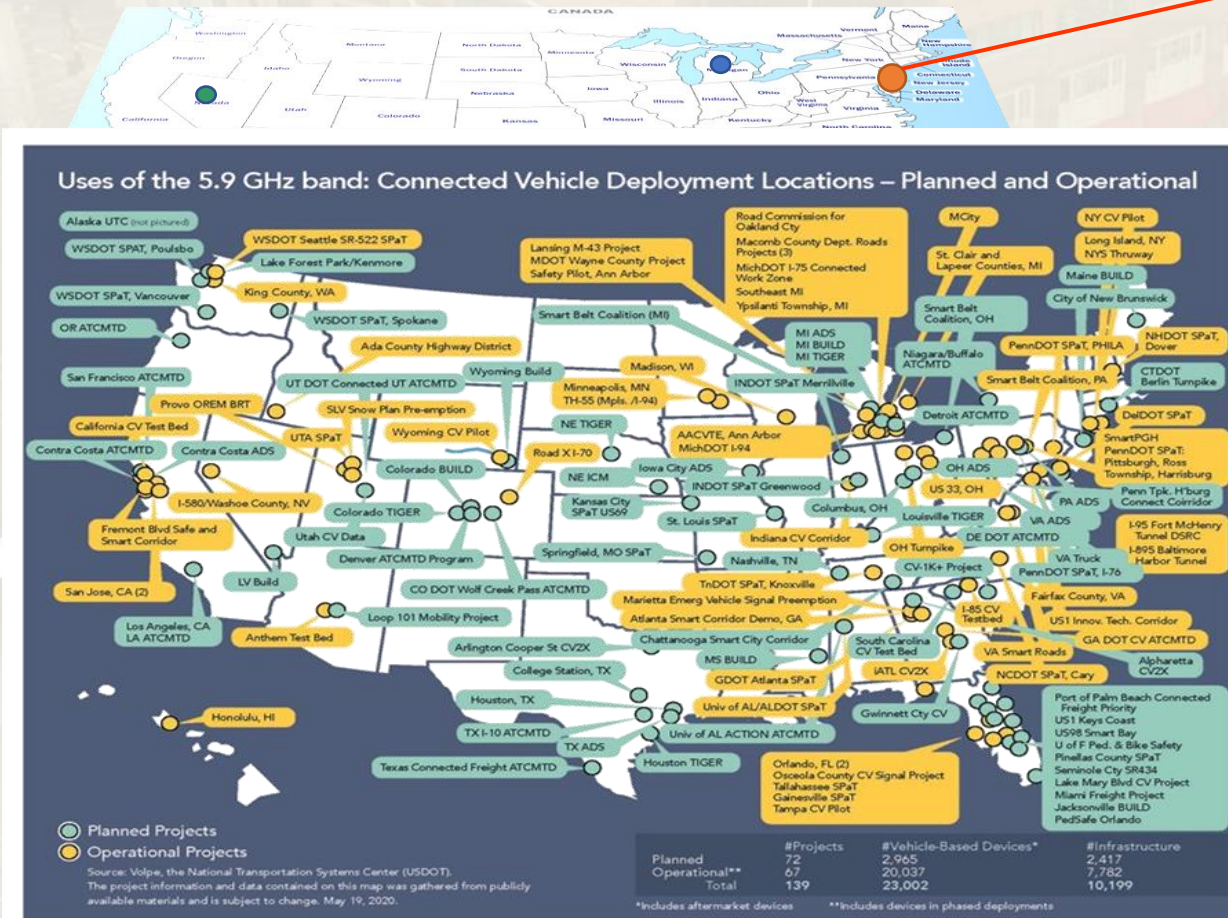 CANADA
Washington
Montana
North Dakota
Minnesota
Vermont
Maine
Massachusetts
New Hampshire
Oregon
Idaho
South Dakota
Wisconsin
Michigan
New York
Rhode Island
Wyoming
Pennsylvania
Connecticut
New Jersey
Nebraska
Iowa
Illinois
Indiana
Ohio
Delaware
Maryland
Nevada
Utah
Colorado
California
Kansas
Missouri
Kentucky
West Virginia
Virginia
North Carolina
Uses of the 5.9 GHz band: Connected Vehicle Deployment Locations – Planned and Operational
Alaska UTC (not pictured)
WSDOT SPAT, Poulsbo
WSDOT Seattle SR-522 SPaT
Lake Forest Park/Kenmore
King County, WA
WSDOT SPaT, Vancouver
WSDOT SPaT, Spokane
OR ATCMTD
Ada County Highway District
San Francisco ATCMTD
UT DOT Connected UT ATCMTD
Wyoming Build
Provo OREM BRT
SLV Snow Plan Pre-emption
California CV Test Bed
UTA SPaT
Wyoming CV Pilot
Contra Costa ATCMTD
Contra Costa ADS
Road X I-70
Colorado BUILD
I-580/Washoe County, NV
Colorado TIGER
Fremont Blvd Safe and
Smart Corridor
Utah CV Data
Denver ATCMTD Program
LV Build
San Jose, CA (2)
CO DOT Wolf Creek Pass ATCMTD
Los Angeles, CA
LA ATCMTD
Anthem Test Bed
Loop 101 Mobility Project
Honolulu, HI
Lansing M-43 Project
MDOT Wayne County Project
Safety Pilot, Ann Arbor
Road Commission for
Oakland Cty
Macomb County Dept. Roads
Projects (3)
MichDOT I-75 Connected
Work Zone
Southeast MI
Ypsilanti Township, MI
MCity
St. Clair and
Lapeer Counties, MI
NY CV Pilot
Long Island, NY
NYS Thruway
Maine BUILD
City of New Brunswick
Smart Belt Coalition (MI)
Smart Belt
Coalition, OH
MI ADS
MI BUILD
MI TIGER
Niagara/Buffalo
ATCMTD
PennDOT SPaT, PHILA
NHDOT SPaT,
Dover
Madison, WI
Minneapolis, MN
TH-55 (Mpls. /I-94)
INDOT SPaT Merrillville
Smart Belt Coalition, PA
CTDOT
Berlin Turnpike
NE TIGER
Detroit ATCMTD
DelDOT SPaT
AACVTE, Ann Arbor
MichDOT I-94
SmartPGH
PennDOT SPaT:
Pittsburg, Ross
Township, Harrisburg
NE ICM
Iowa City ADS
INDOT SPaT Greenwood
OH ADS
US 33, OH
PA ADS
Penn Tpk. H'burg
Connect Coirridor
Kansas City
SPaT US69
St. Louis SPaT
Columbus, OH
Louisville TIGER
VA ADS
Indiana CV Corridor
DE DOT ATCMTD
I-95 Fort McHenry
Tunnel DSRC
I-895 Baltimore
Harbor Tunnel
Springfield, MO SPaT
Nashville, TN
OH Turnpike
VA Truck
CV-1K+ Project
PennDOT SPaT, I-76
TnDOT SPaT, Knoxville
Marietta Emerg Vehicle Signal Preemption
Fairfax County, VA
I-85 CV
Testbed
Atlanta Smart Corridor Demo, GA
US1 Innov. Tech. Corridor
Arlington Cooper St CV2X
Chattanooga Smart City Corridor
South Carolina
CV Test Bed
GA DOT CV ATCMTD
MS BUILD
VA Smart Roads
Alpharetta
CV2X
College Station, TX
GDOT Atlanta SPaT
iATL CV2X
NCDOT SPaT, Cary
Houston, TX
Univ of AL/ALDOT SPaT
Gwinnett Cty CV
TX I-10 ATCMTD
Univ of AL ACTION ATCMTD
TX ADS
Texas Connected Freight ATCMTD
Houston TIGER
Orlando, FL (2)
Osceola County CV Signal Project
Tallahassee SPaT
Gainesville SPaT
Tampa CV Pilot
Port of Palm Beach Connected
Freight Priority
US1 Keys Coast
US98 Smart Bay
U of F Ped. & Bike Safety
Pinellas County SPaT
Seminole Cty SR434
Lake Mary Blvd CV Project
Miami Freight Project
Jacksonville BUILD
PedSafe Orlando
Planned Projects
Operational Projects
Source: Volpe, the National Transportation Systems Center (USDOT).
The project information and data contained on this map was gathered from publicly
available materials and is subject to change. May 19, 2020.
#Projects #Vehicle-Based Devices* #Infrastructure
Planned 72 2,965 2,417
Operational** 67 20,037 7,782
Total 139 23,002 10,199
*Includes aftermarket devices **Includes devices in phased deployments